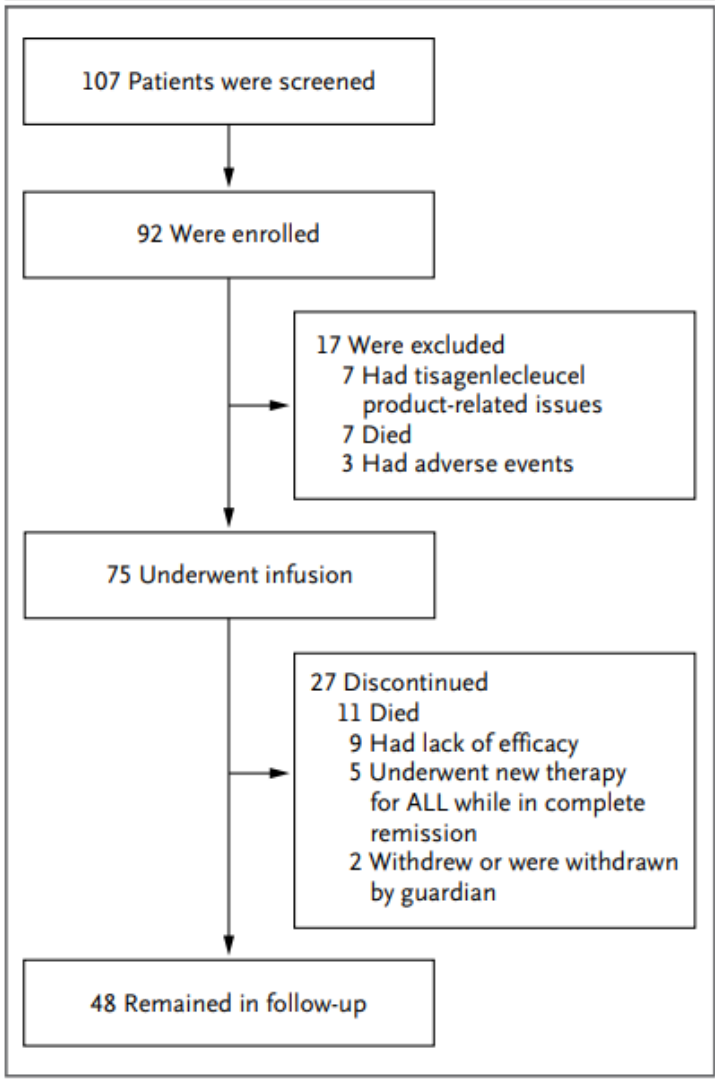 107 Patients were screened
92 Were enrolled
17 Were excluded
7 Had tisagenlecleucel
product-related issues
7 Died
3 Had adverse events
75 Underwent infusion
27 Discontinued
11 Died
9 Had lack of efficacy
5 Underwent new therapy
for ALL while in complete
remission
2 Withdrew or were withdrawn
by guardian
48 Remained in follow-up